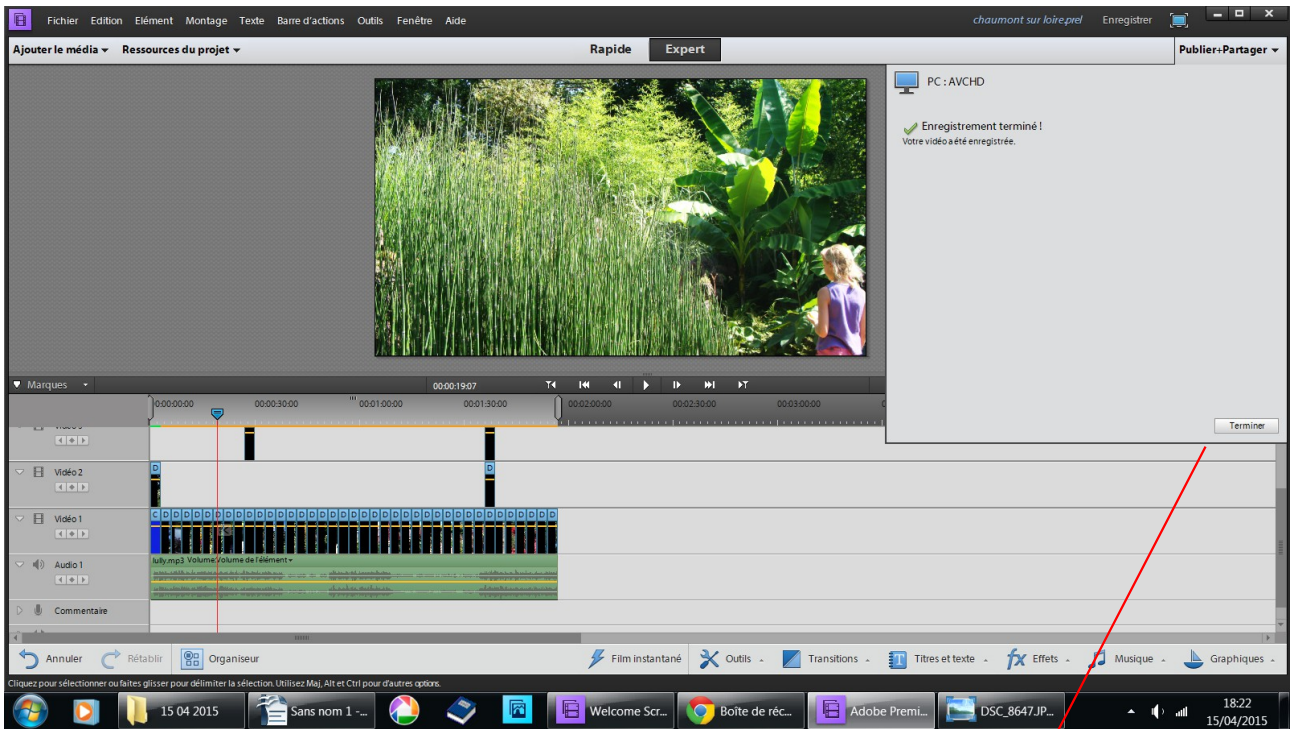 Fichier Edition Elément Montage Texte Barre d'actions Outils Fenêtre Aide chaumont sur loire.prel Enregistrer
Ajouter le média Ressources du projet Rapide Expert Publier+Partager
PC : AVCHD
Enregistrement terminé !
Votre vidéo a été enregistrée.
Terminer
Marques 00:00:19:07
0:00:00:00 00:00:30:00 00:01:00:00 00:01:30:00 00:02:00:00 00:02:30:00 00:03:00:00
Vidéo 2 D D
Vidéo 1 C D D D D D D D D D D D D D D D D D D D D D D D D D D D D D D D D D D D D D
Audio 1 lully.mp3 Volume:Volume de l'élément
Commentaire
Annuler Rétablir Organiseur Film instantané Outils Transitions Titres et texte Effets Musique Graphiques
Cliquez pour sélectionner ou faites glisser pour délimiter la sélection. Utilisez Maj, Alt et Ctrl pour d'autres options.
15 04 2015 Sans nom 1 -... Welcome Scr... Boîte de réc... Adobe Premi... DSC_8647.JP... 18:22
15/04/2015